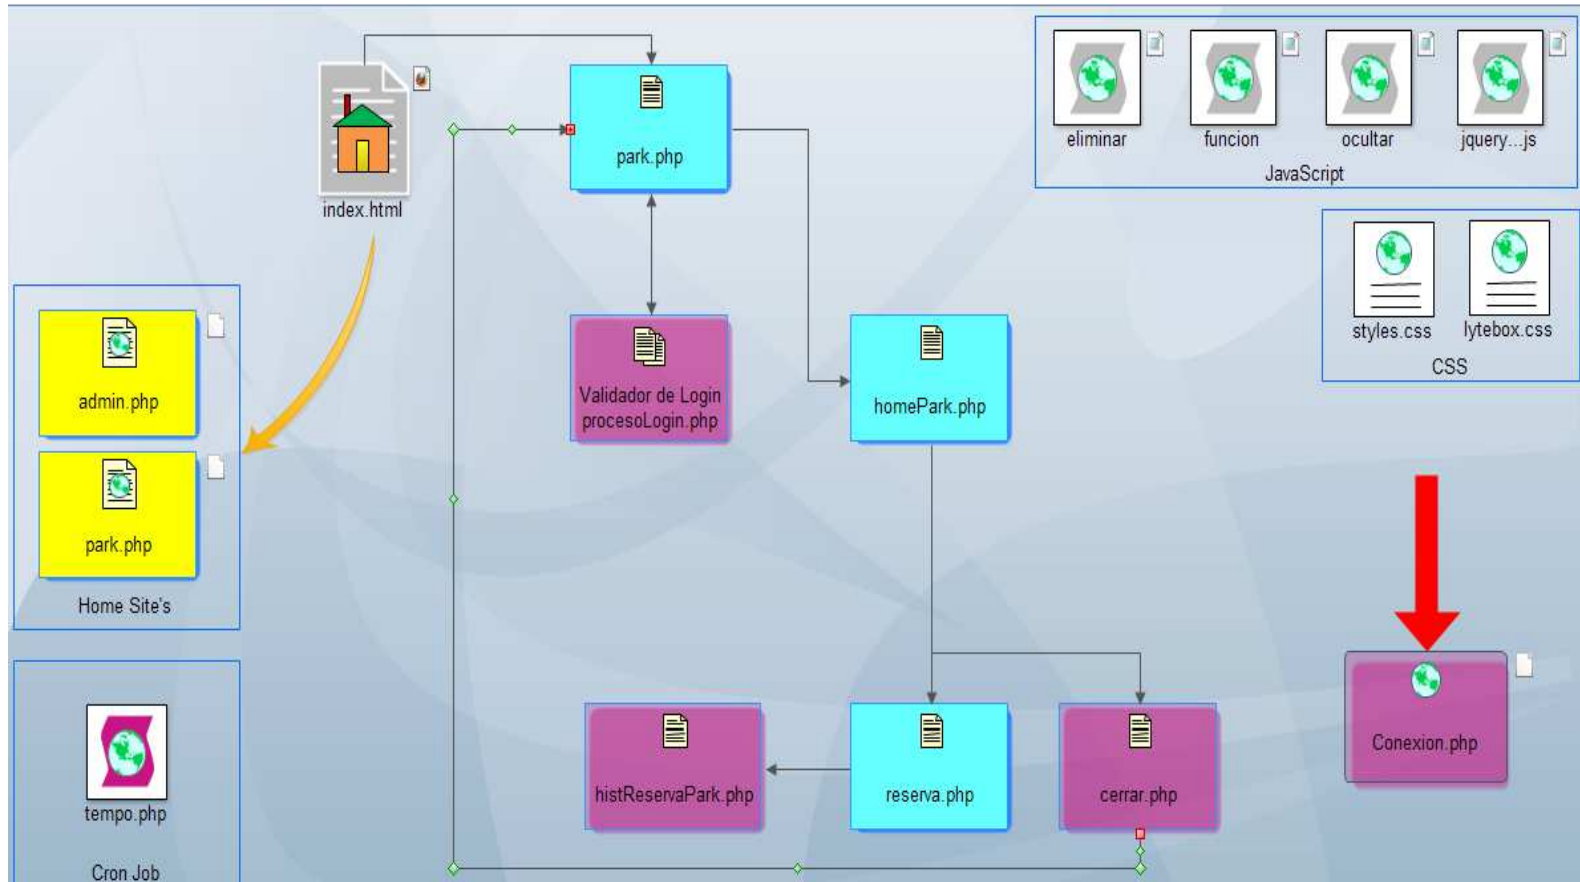 eliminar
funcion
ocultar
jquery...js
JavaScript
park.php
index.html
styles.css
lytebox.css
CSS
admin.php
Validador de Login
procesoLogin.php
homePark.php
park.php
Home Site's
Conexion.php
histReservaPark.php
reserva.php
cerrar.php
tempo.php
Cron Job